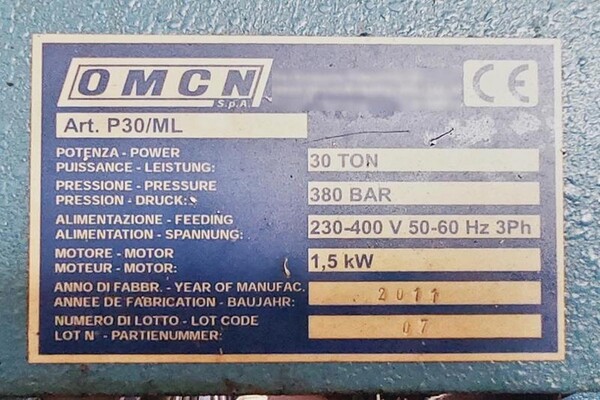 OMCN
S.p.A.
CE
Art. P30/ML
POTENZA - POWER
PUISSANCE - LEISTUNG: 30 TON
PRESSIONE - PRESSURE
PRESSION - DRUCK: 380 BAR
ALIMENTAZIONE - FEEDING
ALIMENTATION - SPANNUNG: 230-400 V 50-60 Hz 3Ph
MOTORE - MOTOR
MOTEUR - MOTOR: 1,5 kW
ANNO DI FABBR. - YEAR OF MANUFAC.
ANNEE DE FABRICATION - BAUJAHR: 2011
NUMERO DI LOTTO - LOT CODE
LOT N° - PARTIENUMMER: 07